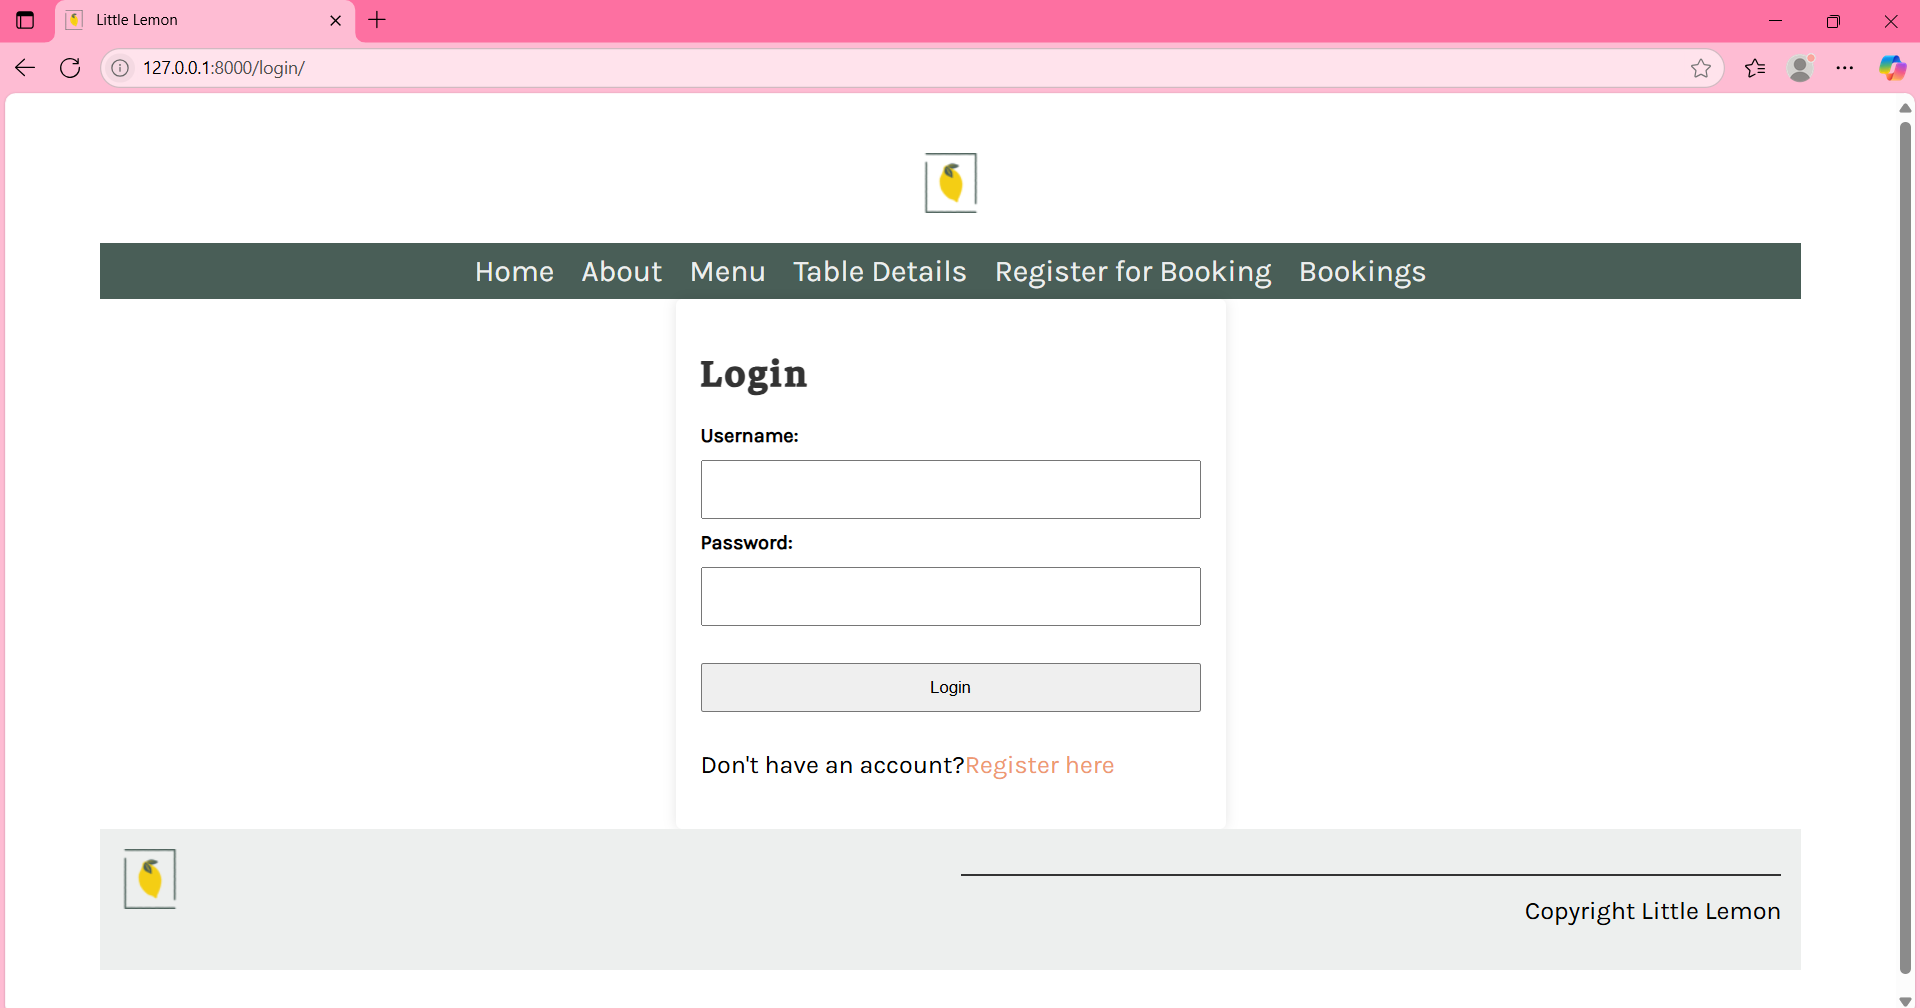 Little Lemon
127.0.0.1:8000/login/
Home About Menu Table Details Register for Booking Bookings
Login
Username:
Password:
Login
Don't have an account?Register here
Copyright Little Lemon